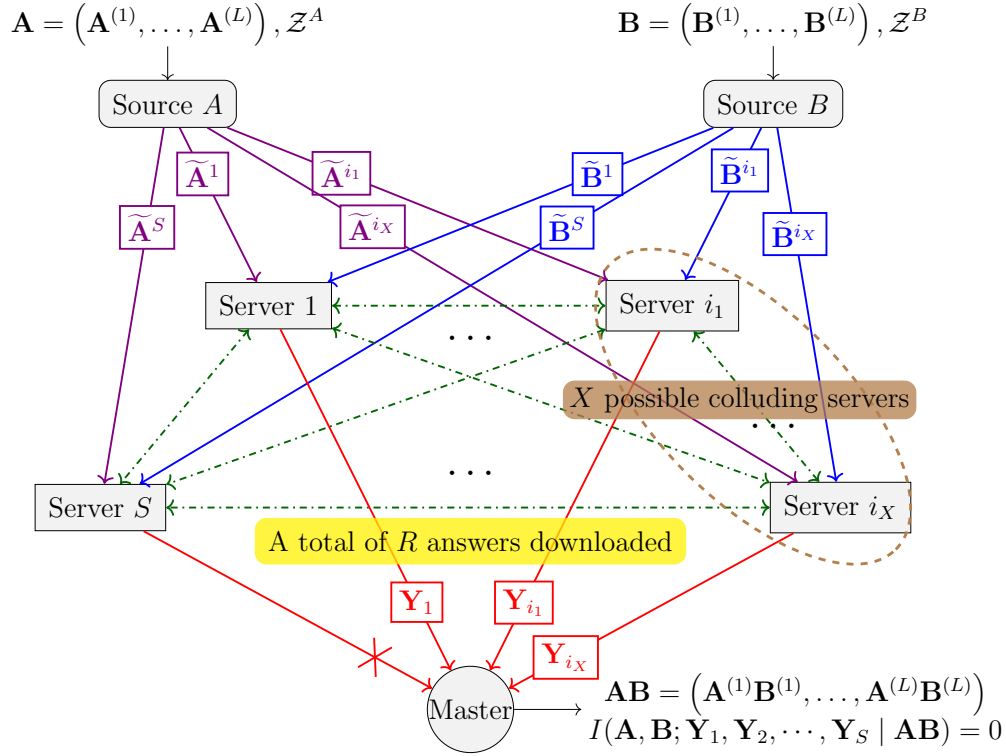 𝐀 = (𝐀^{(1)}, …, 𝐀^{(L)}), 𝒵^A
𝐁 = (𝐁^{(1)}, …, 𝐁^{(L)}), 𝒵^B
Source A
Source B
Ã^1
Ã^{i_1}
B̃^1
B̃^{i_1}
Ã^S
Ã^{i_X}
B̃^S
B̃^{i_X}
Server 1
Server i_1
…
X possible colluding servers
…
…
Server S
Server i_X
A total of R answers downloaded
𝐘_1
𝐘_{i_1}
𝐘_{i_X}
Master
𝐀𝐁 = (𝐀^{(1)}𝐁^{(1)}, …, 𝐀^{(L)}𝐁^{(L)})
I(𝐀, 𝐁; 𝐘_1, 𝐘_2, ⋯, 𝐘_S | 𝐀𝐁) = 0